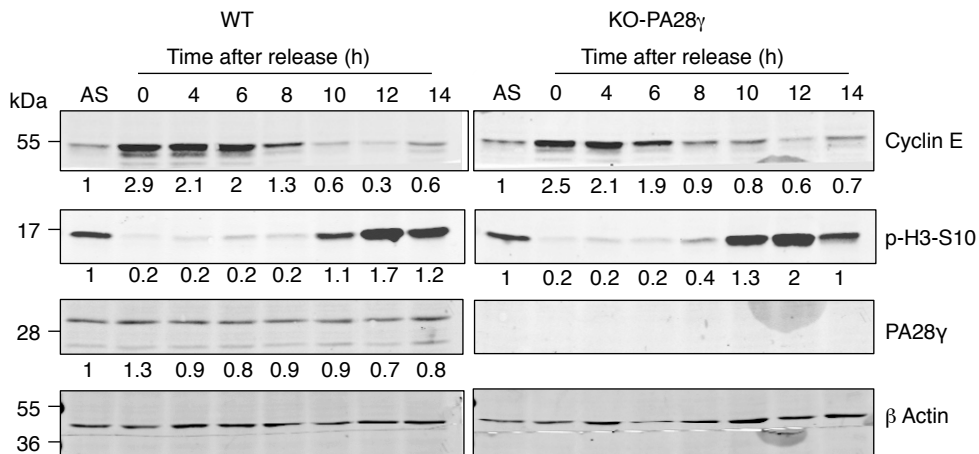 WT KO-PA28γ
Time after release (h) Time after release (h)
kDa AS 0 4 6 8 10 12 14 AS 0 4 6 8 10 12 14
55 Cyclin E
1 2.9 2.1 2 1.3 0.6 0.3 0.6 1 2.5 2.1 1.9 0.9 0.8 0.6 0.7
17 p-H3-S10
1 0.2 0.2 0.2 0.2 1.1 1.7 1.2 1 0.2 0.2 0.2 0.4 1.3 2 1
28 PA28γ
1 1.3 0.9 0.8 0.9 0.9 0.7 0.8
55 β Actin
36